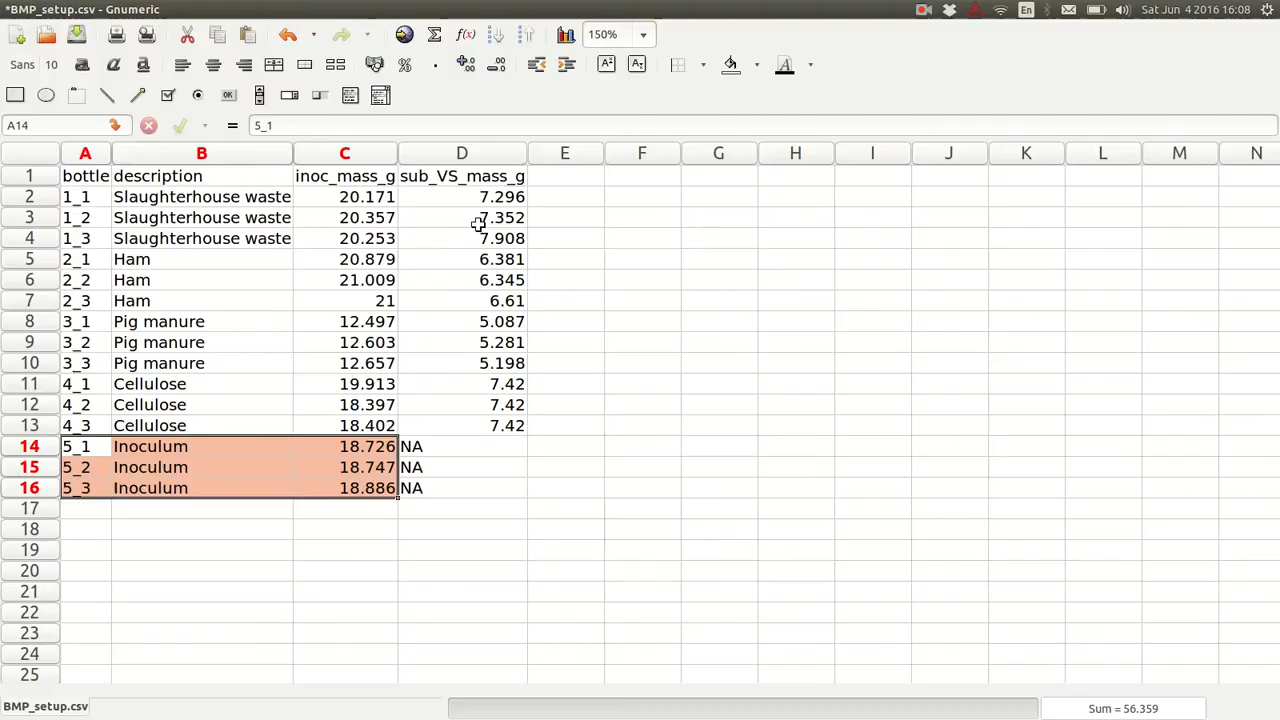 *BMP_setup.csv - Gnumeric
En
Sat Jun 4 2016 16:08
f(x) 150%
Sans 10
OK
A14 = 5_1
A B C D E F G H I J K L M N
1 bottle description inoc_mass_g sub_VS_mass_g
2 1_1 Slaughterhouse waste 20.171 7.296
3 1_2 Slaughterhouse waste 20.357 7.352
4 1_3 Slaughterhouse waste 20.253 7.908
5 2_1 Ham 20.879 6.381
6 2_2 Ham 21.009 6.345
7 2_3 Ham 21 6.61
8 3_1 Pig manure 12.497 5.087
9 3_2 Pig manure 12.603 5.281
10 3_3 Pig manure 12.657 5.198
11 4_1 Cellulose 19.913 7.42
12 4_2 Cellulose 18.397 7.42
13 4_3 Cellulose 18.402 7.42
14 5_1 Inoculum 18.726 NA
15 5_2 Inoculum 18.747 NA
16 5_3 Inoculum 18.886 NA
17
18
19
20
21
22
23
24
25
BMP_setup.csv
Sum = 56.359